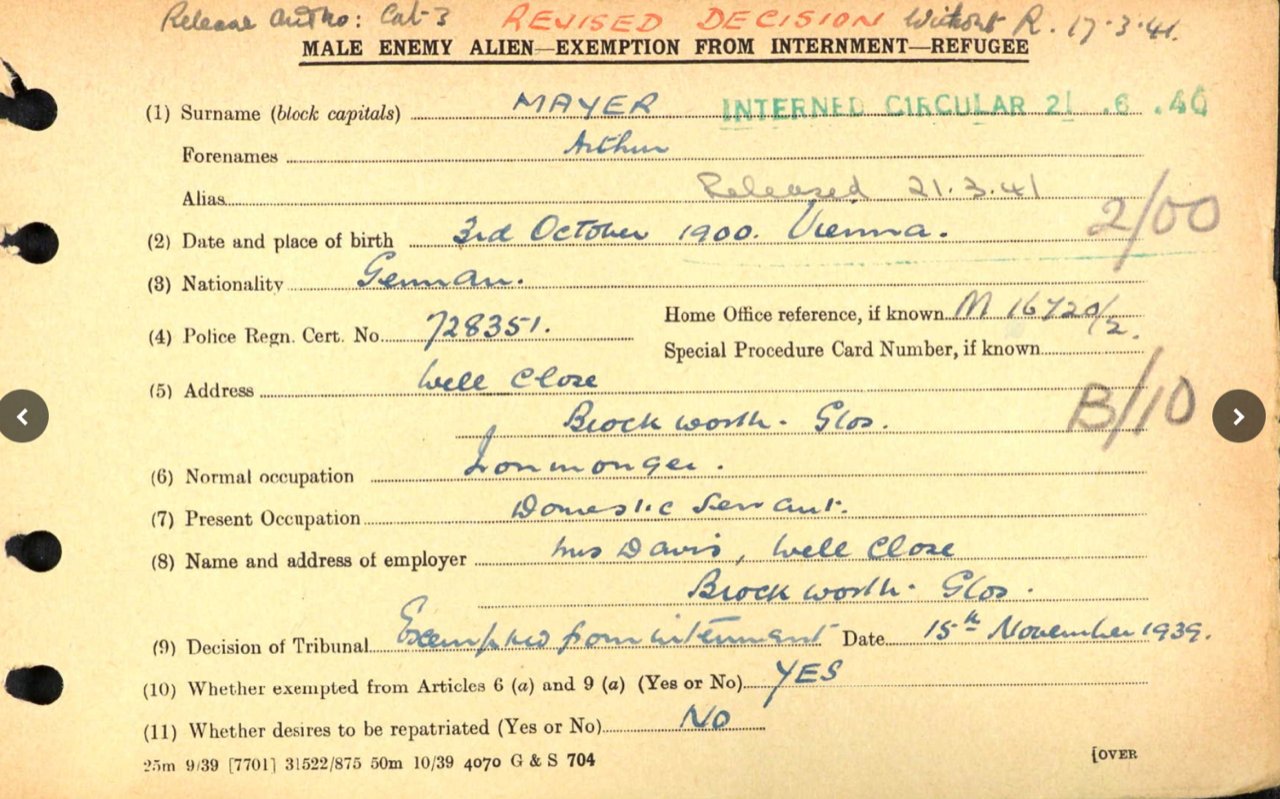 Release Autho: Cat 3 REVISED DECISION Without R. 17.3.41.
MALE ENEMY ALIEN—EXEMPTION FROM INTERNMENT—REFUGEE
(1) Surname (block capitals) MAYER INTERNED CIRCULAR 21 .6 .40
Forenames Arthur
Alias Released 21.3.41
2/00
(2) Date and place of birth 3rd October 1900. Vienna.
(3) Nationality German.
Home Office reference, if known M 16720/2.
(4) Police Regn. Cert. No. 728351.
Special Procedure Card Number, if known
(5) Address Well Close
B/10
Brockworth. Glos.
(6) Normal occupation Ironmonger.
(7) Present Occupation Domestic Servant.
(8) Name and address of employer Mrs Davis, Well Close
Brockworth. Glos.
(9) Decision of Tribunal Exempted from internment Date 15th November 1939.
(10) Whether exempted from Articles 6 (a) and 9 (a) (Yes or No) YES
(11) Whether desires to be repatriated (Yes or No) NO
25m 9/39 [7701] 31522/875 50m 10/39 4070 G & S 704 [OVER